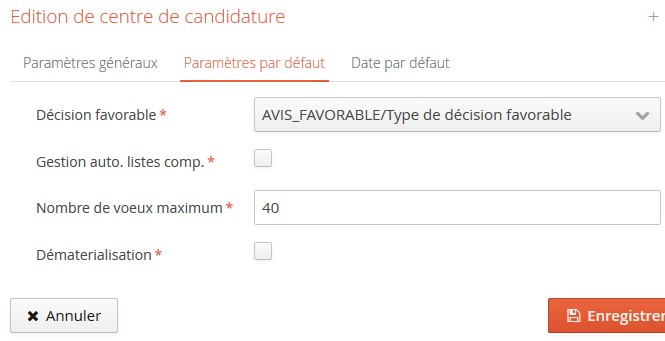 Edition de centre de candidature
Paramètres généraux Paramètres par défaut Date par défaut
Décision favorable * AVIS_FAVORABLE/Type de décision favorable
Gestion auto. listes comp. *
Nombre de voeux maximum * 40
Dématerialisation *
Annuler Enregistrer